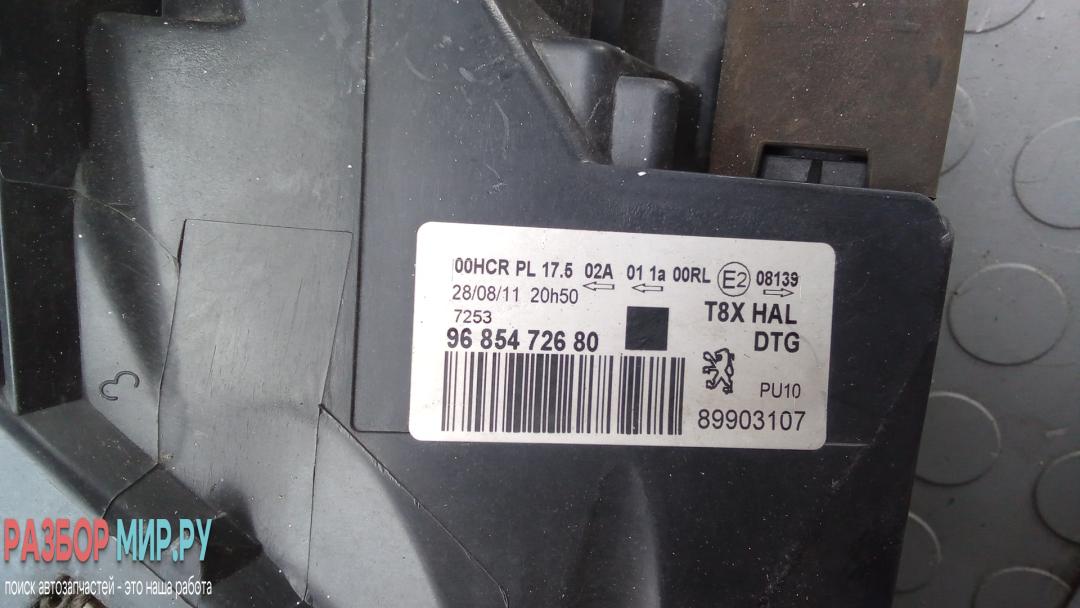 00HCR PL 17.5 02A 01 1a 00RL E2 08139
28/08/11 20h50
7253
T8X HAL
96 854 726 80
DTG
PU10
89903107
3
РАЗБОР МИР.РУ
поиск автозапчастей - это наша работа